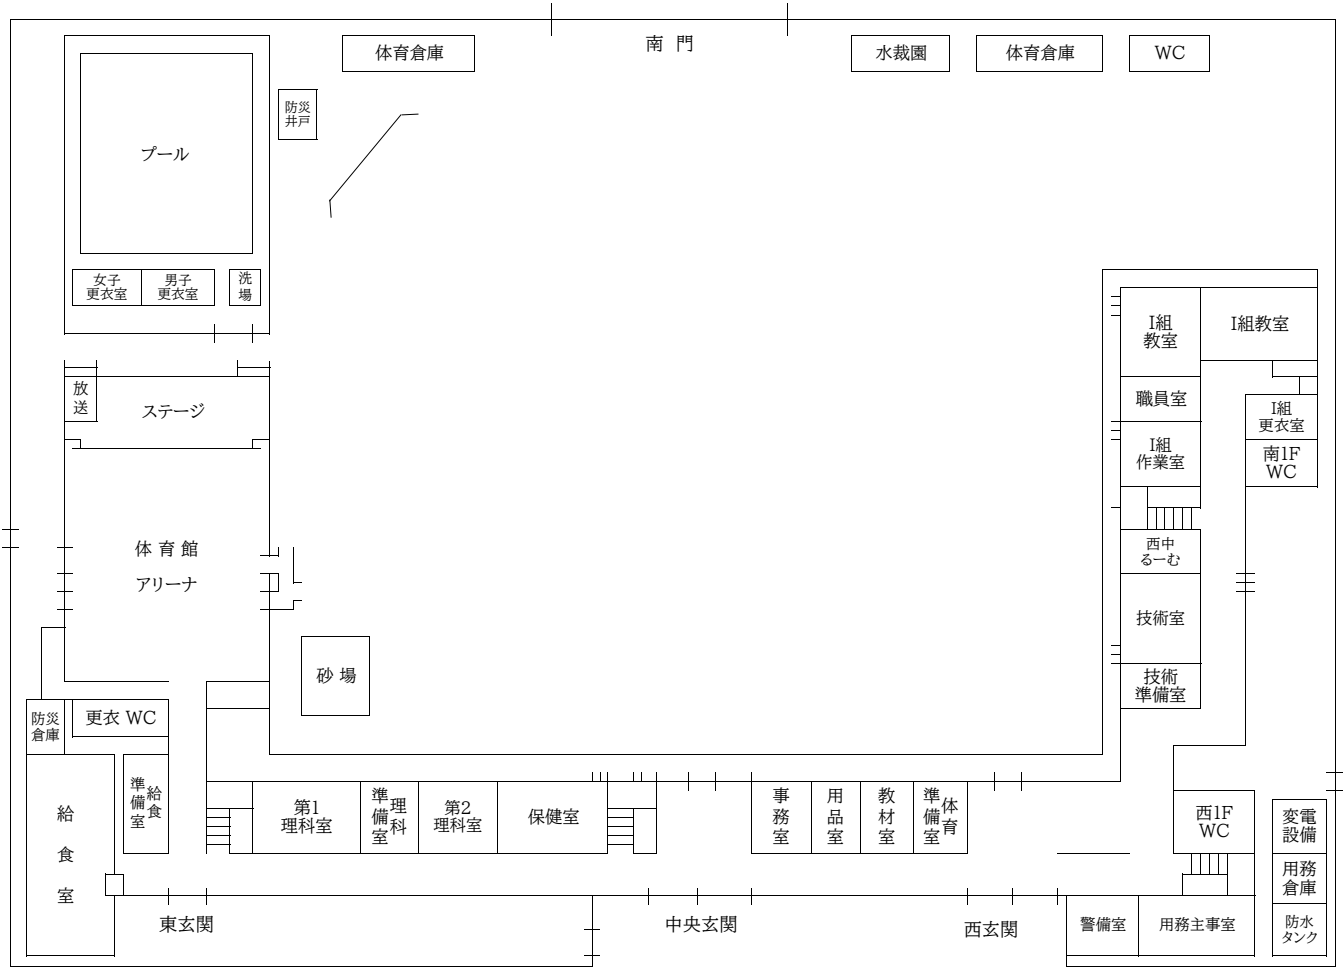 南 門
体育倉庫
水裁園
体育倉庫
WC
防災
井戸
プール
女子
更衣室
男子
更衣室
洗
場
放
送
ステージ
体 育 館
アリーナ
砂 場
防災
倉庫
更衣 WC
給食
準備室
給
食
室
第1
理科室
理科
準備室
第2
理科室
保健室
事
務
室
用
品
室
教
材
室
体育
準備室
東玄関
中央玄関
西玄関
I組
教室
I組教室
職員室
I組
作業室
I組
更衣室
南1F
WC
西中
るーむ
技術室
技術
準備室
西1F
WC
変電
設備
用務
倉庫
防水
タンク
警備室
用務主事室